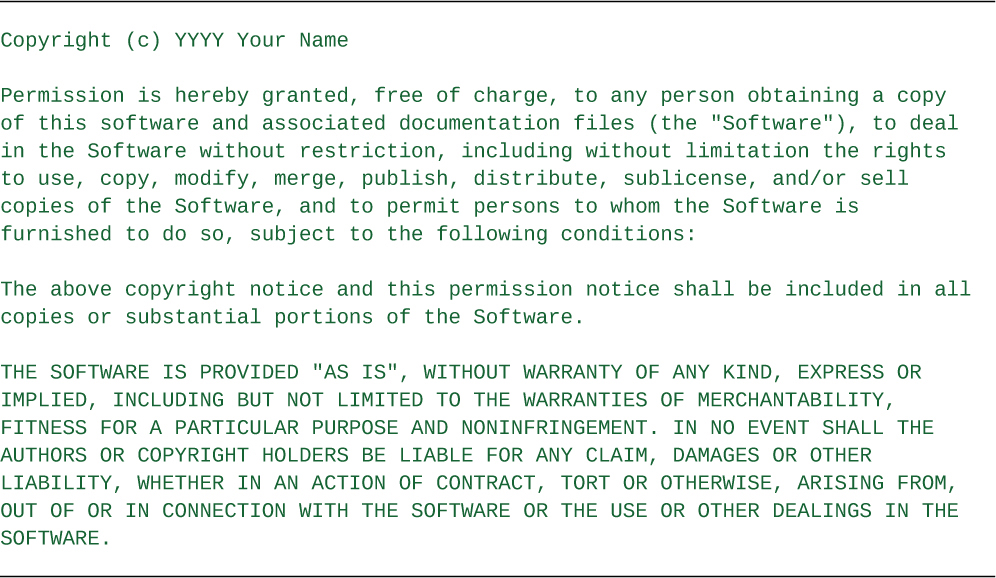 Copyright (c) YYYY Your Name
Permission is hereby granted, free of charge, to any person obtaining a copy
of this software and associated documentation files (the "Software"), to deal
in the Software without restriction, including without limitation the rights
to use, copy, modify, merge, publish, distribute, sublicense, and/or sell
copies of the Software, and to permit persons to whom the Software is
furnished to do so, subject to the following conditions:
The above copyright notice and this permission notice shall be included in all
copies or substantial portions of the Software.
THE SOFTWARE IS PROVIDED "AS IS", WITHOUT WARRANTY OF ANY KIND, EXPRESS OR
IMPLIED, INCLUDING BUT NOT LIMITED TO THE WARRANTIES OF MERCHANTABILITY,
FITNESS FOR A PARTICULAR PURPOSE AND NONINFRINGEMENT. IN NO EVENT SHALL THE
AUTHORS OR COPYRIGHT HOLDERS BE LIABLE FOR ANY CLAIM, DAMAGES OR OTHER
LIABILITY, WHETHER IN AN ACTION OF CONTRACT, TORT OR OTHERWISE, ARISING FROM,
OUT OF OR IN CONNECTION WITH THE SOFTWARE OR THE USE OR OTHER DEALINGS IN THE
SOFTWARE.